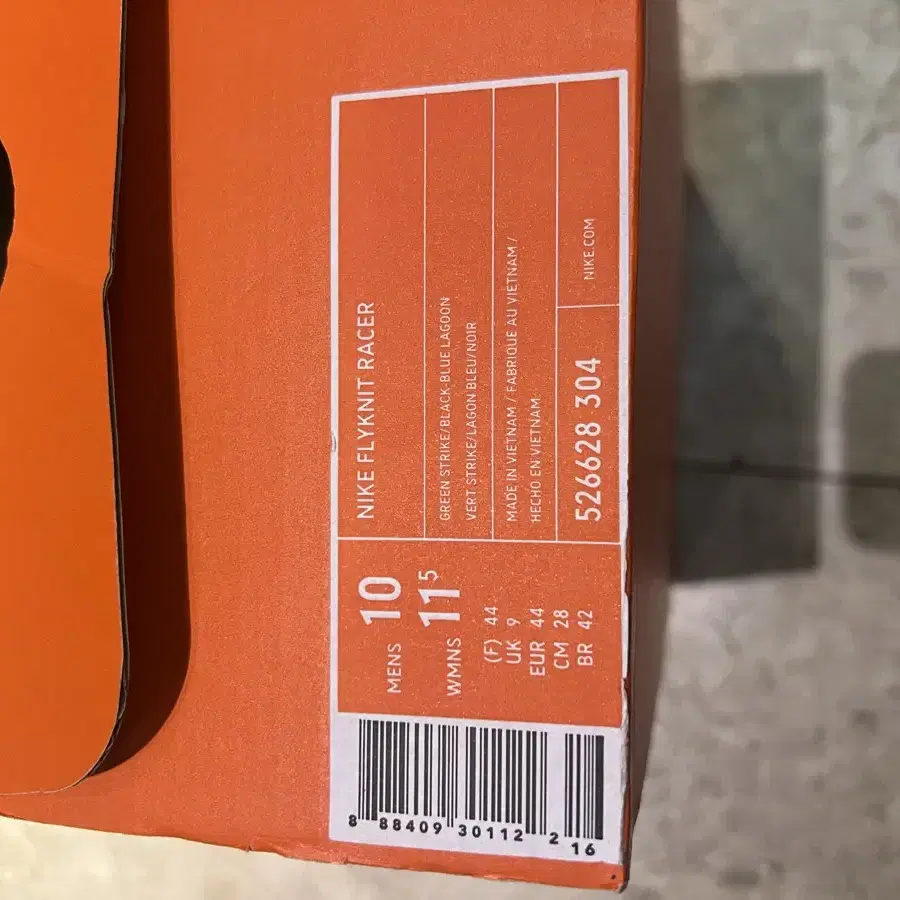 NIKE FLYKNIT RACER
GREEN STRIKE/BLACK-BLUE LAGOON
VERT STRIKE/LAGON BLEU/NOIR
MADE IN VIETNAM / FABRIQUE AU VIETNAM /
HECHO EN VIETNAM
526628 304
NIKE.COM
MENS 10
WMNS 11 5
(F) 44
UK 9
EUR 44
CM 28
BR 42
8 88409 30112 2
16